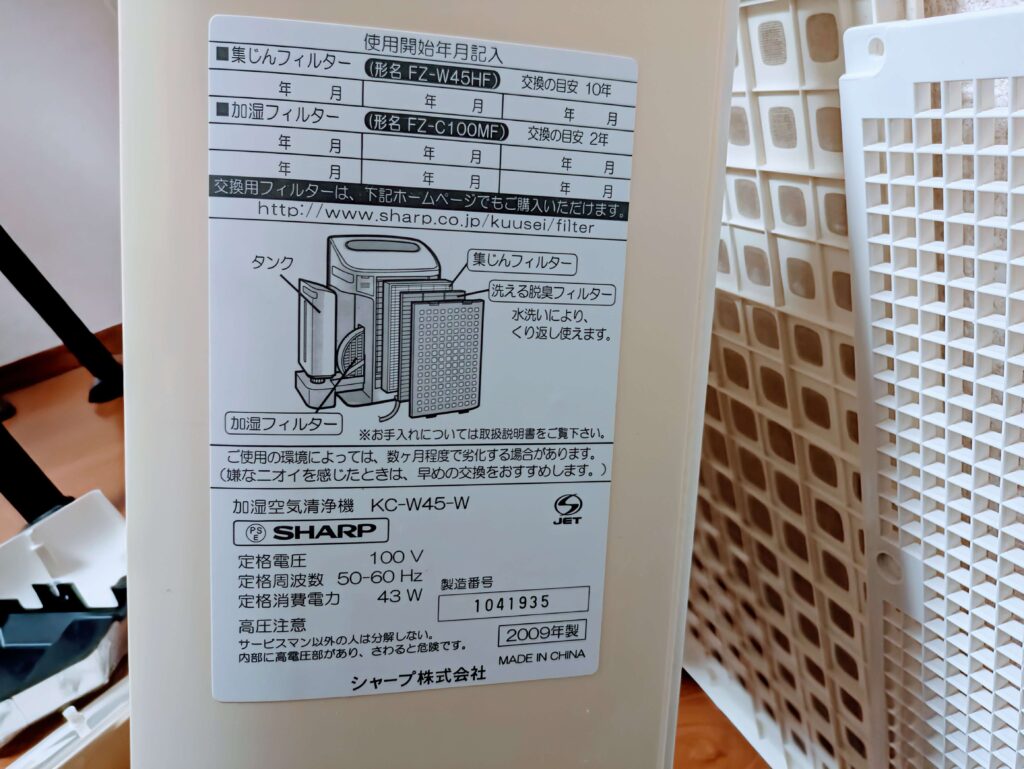 使用開始年月記入
■集じんフィルター (形名 FZ-W45HF) 交換の目安 10年
年 月 年 月 年 月
■加湿フィルター (形名 FZ-C100MF) 交換の目安 2年
年 月 年 月 年 月
年 月 年 月 年 月
交換用フィルターは、下記ホームページでもご購入いただけます。
http://www.sharp.co.jp/kuusei/filter
タンク
集じんフィルター
洗える脱臭フィルター
水洗いにより、
くり返し使えます。
加湿フィルター
※お手入れについては取扱説明書をご覧下さい。
ご使用の環境によっては、数ヶ月程度で劣化する場合があります。
(嫌なニオイを感じたときは、早めの交換をおすすめします。)
加湿空気清浄機 KC-W45-W
PSE SHARP
S JET
定格電圧 100 V
定格周波数 50-60 Hz
定格消費電力 43 W
製造番号
1041935
高圧注意
サービスマン以外の人は分解しない。
内部に高電圧部があり、さわると危険です。
2009年製
MADE IN CHINA
シャープ株式会社